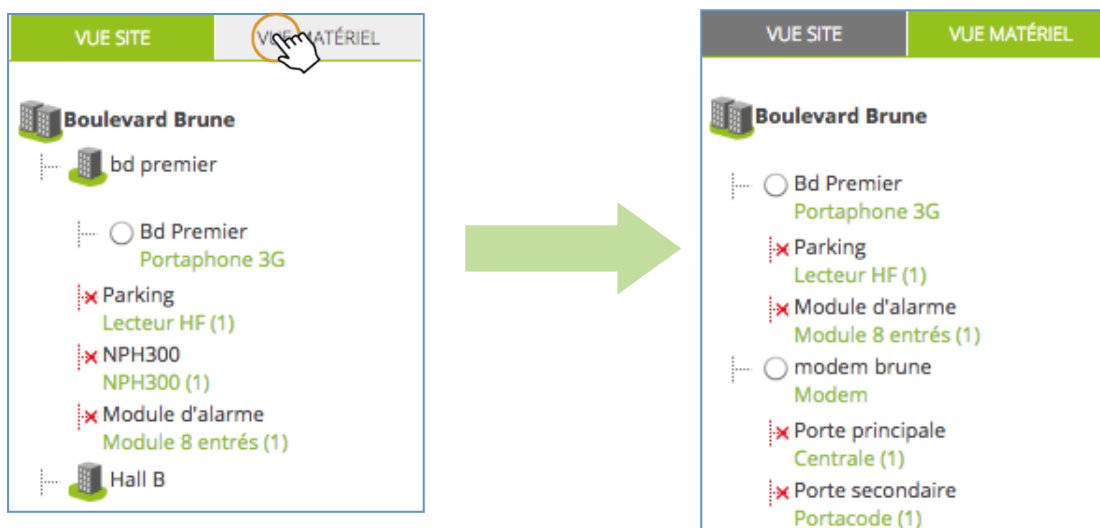 VUE SITE
VUE MATÉRIEL
Boulevard Brune
bd premier
Bd Premier
Portaphone 3G
Parking
Lecteur HF (1)
NPH300
NPH300 (1)
Module d'alarme
Module 8 entrés (1)
Hall B
VUE SITE
VUE MATÉRIEL
Boulevard Brune
Bd Premier
Portaphone 3G
Parking
Lecteur HF (1)
Module d'alarme
Module 8 entrés (1)
modem brune
Modem
Porte principale
Centrale (1)
Porte secondaire
Portacode (1)